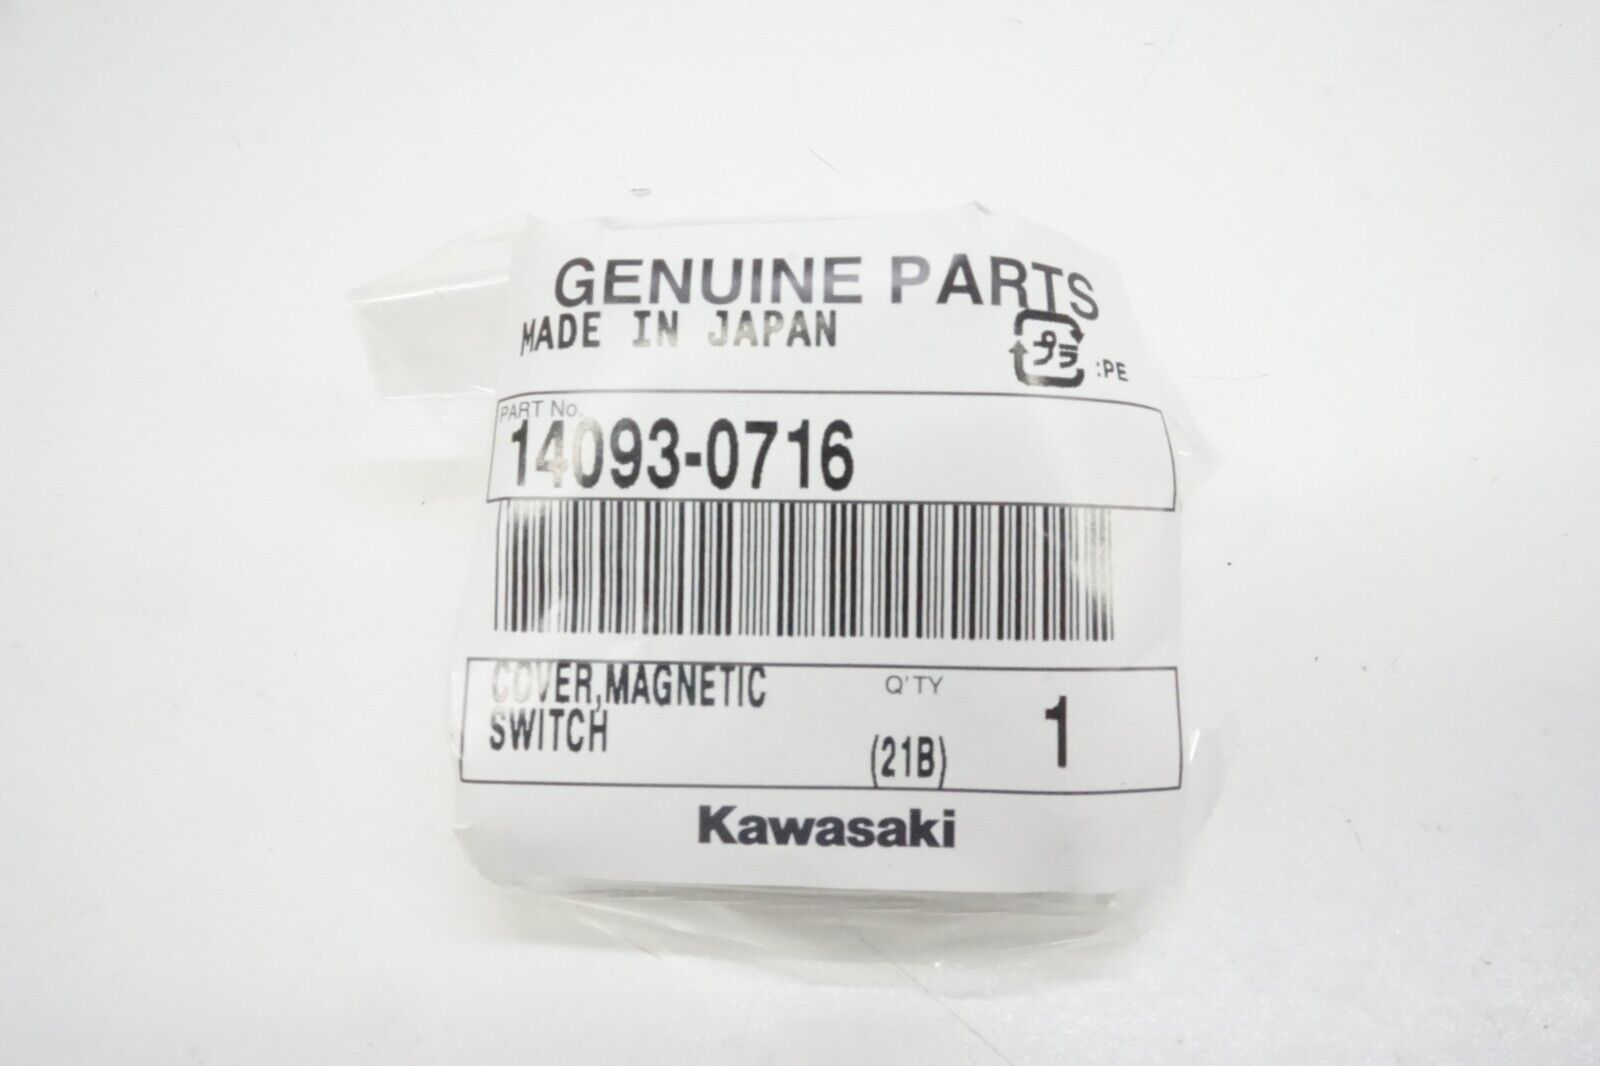 GENUINE PARTS
MADE IN JAPAN
プラ :PE
PART No.
14093-0716
COVER,MAGNETIC
SWITCH
Q'TY
(21B)
1
Kawasaki